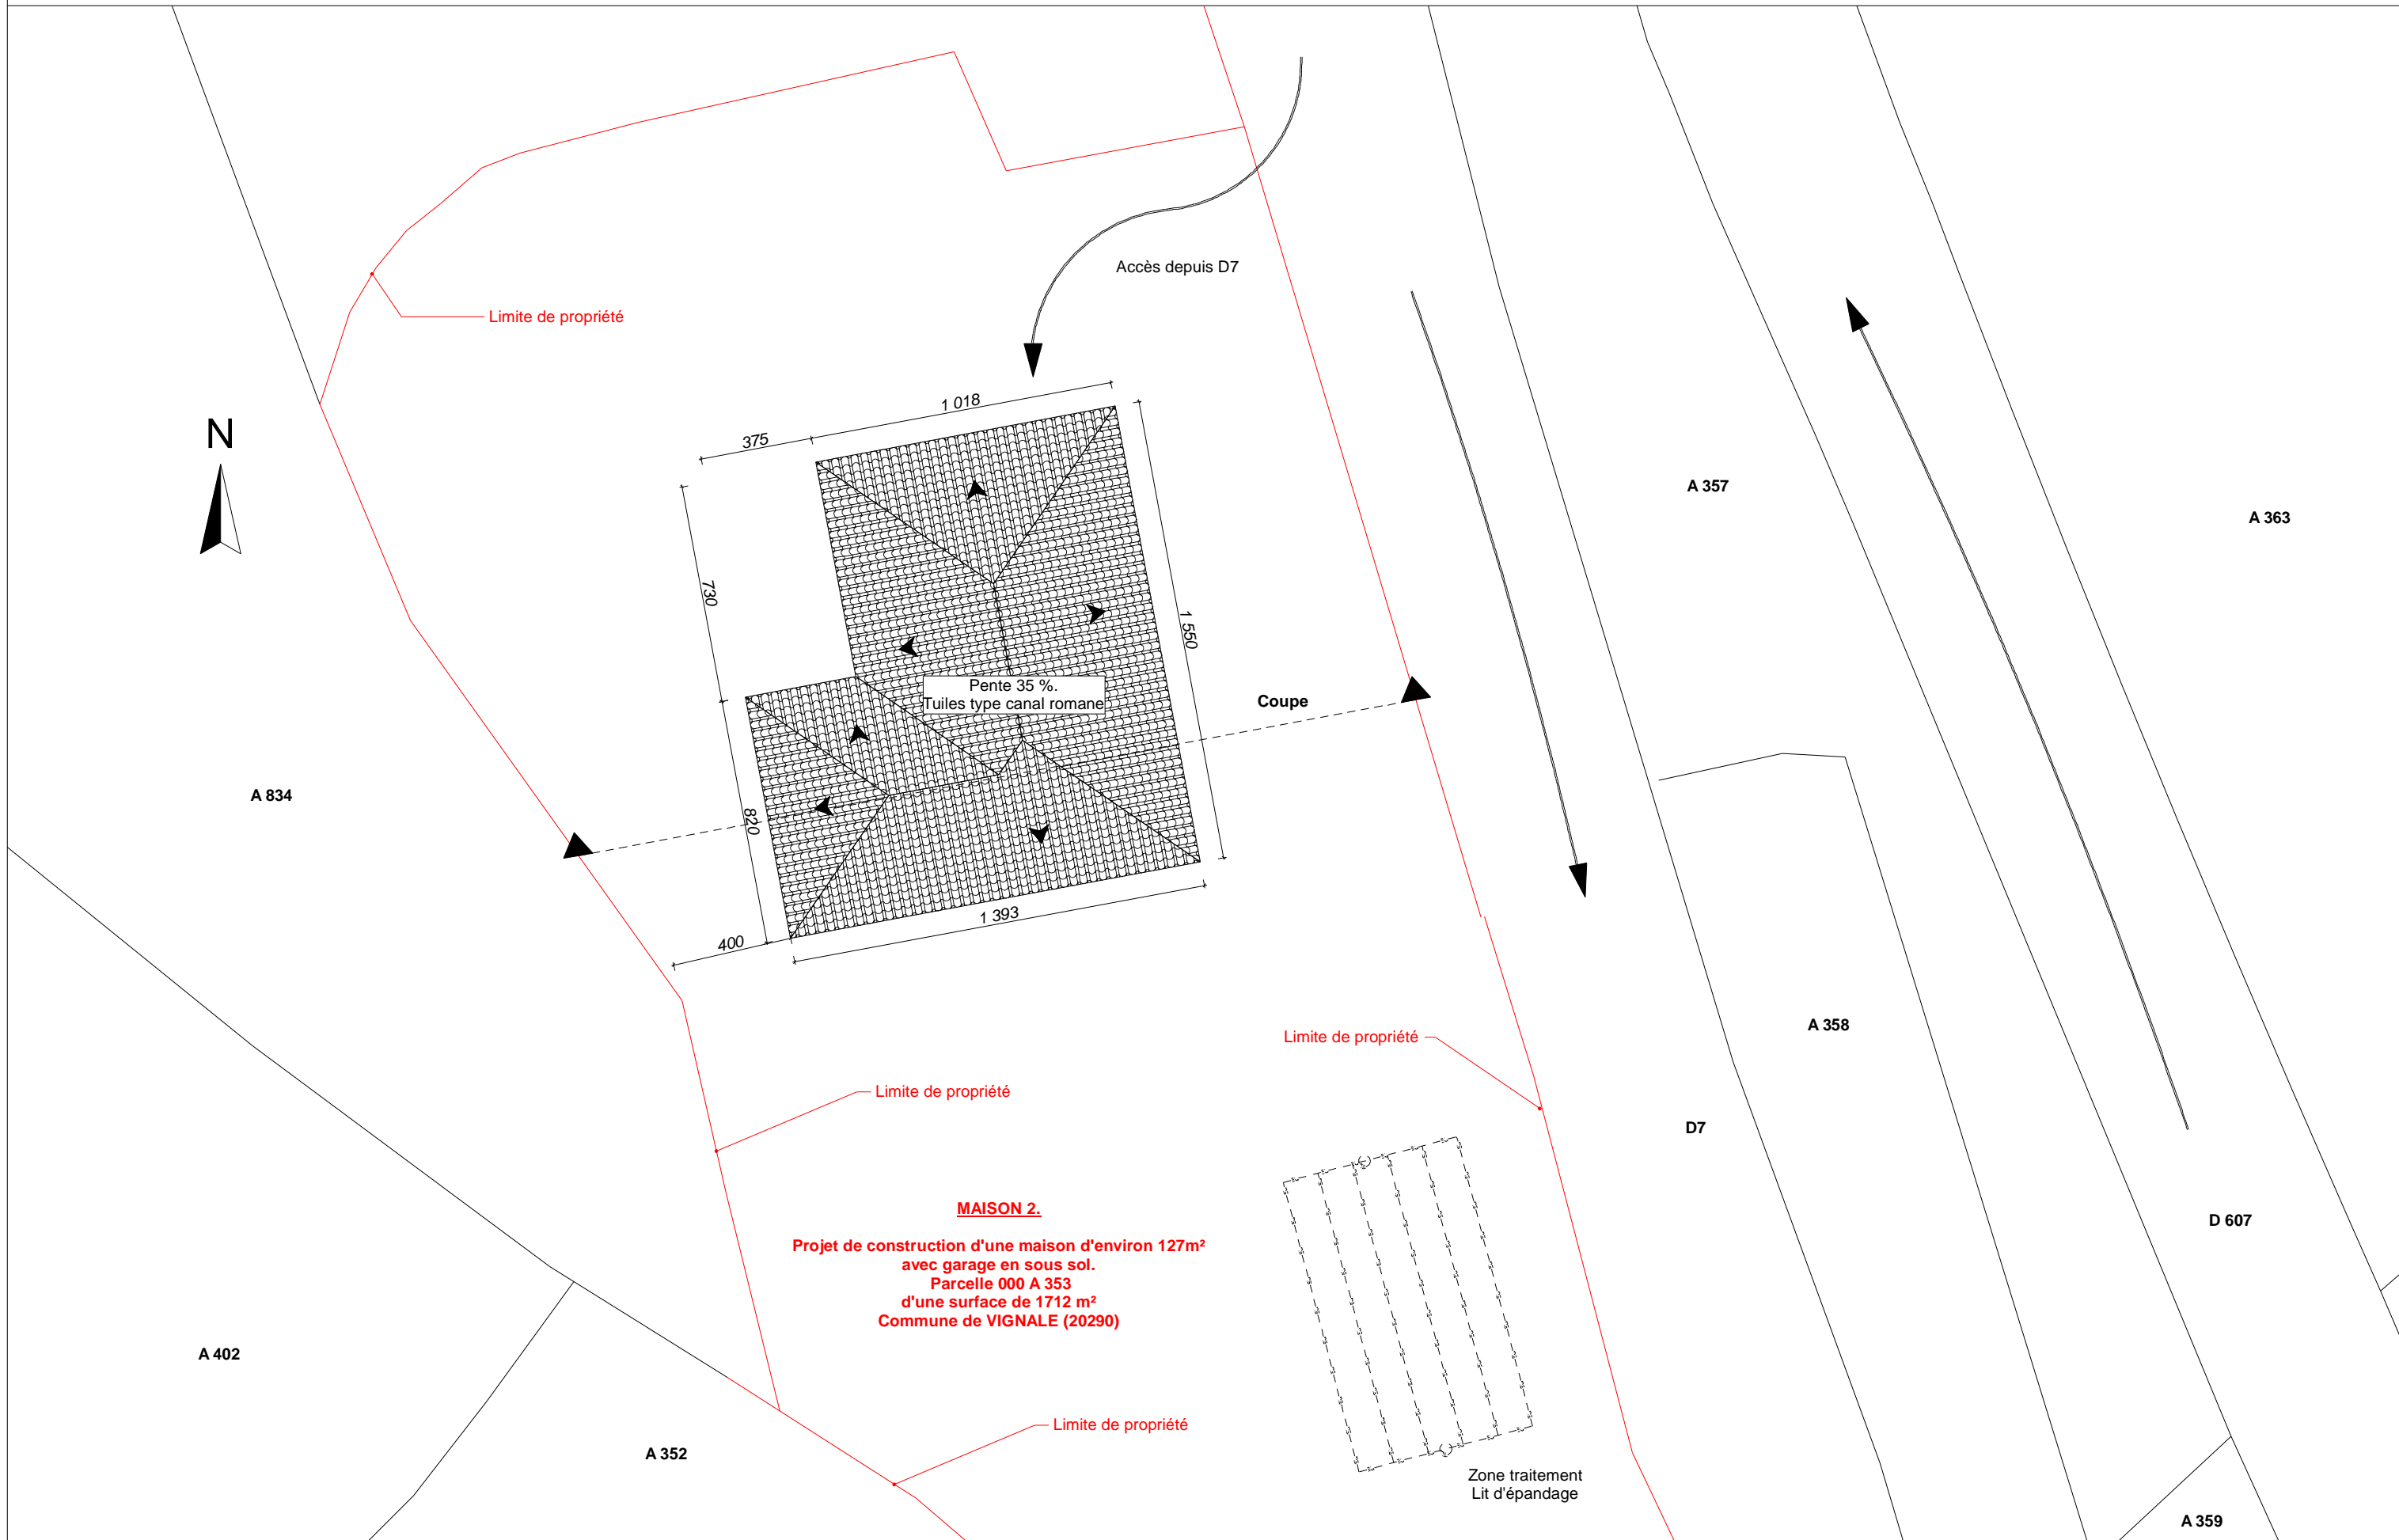 Accès depuis D7
Limite de propriété
1 018
N
375
A 357
A 363
730
1 550
Pente 35 %.
Tuiles type canal romane
Coupe
A 834
820
1 393
400
A 358
Limite de propriété
Limite de propriété
D7
MAISON 2.
D 607
Projet de construction d'une maison d'environ 127m²
avec garage en sous sol.
Parcelle 000 A 353
d'une surface de 1712 m²
Commune de VIGNALE (20290)
A 402
Limite de propriété
A 352
Zone traitement
Lit d'épandage
A 359